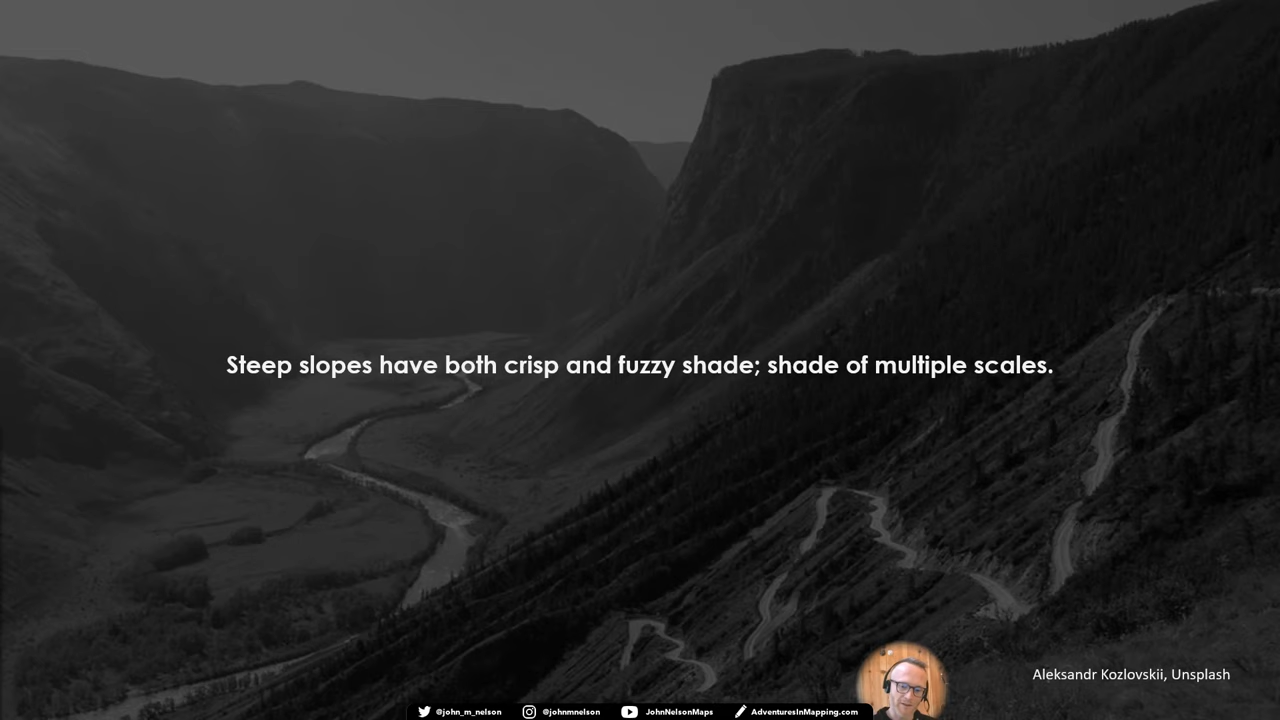 Steep slopes have both crisp and fuzzy shade; shade of multiple scales.
Aleksandr Kozlovskii, Unsplash
@john_m_nelson @johnmnelson JohnNelsonMaps AdventuresInMapping.com